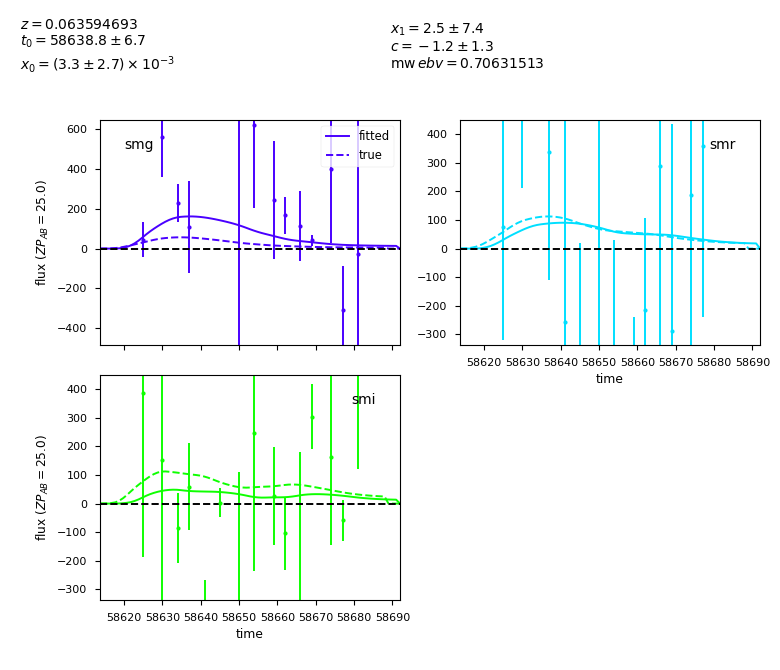 z = 0.063594693
t₀ = 58638.8 ± 6.7
x₀ = (3.3 ± 2.7) × 10⁻³
x₁ = 2.5 ± 7.4
c = −1.2 ± 1.3
mw ebv = 0.70631513
smg
fitted
true
600
400
200
0
−200
−400
flux (ZP_AB = 25.0)
smr
400
300
200
100
0
−100
−200
−300
58620 58630 58640 58650 58660 58670 58680 58690
time
smi
400
300
200
100
0
−100
−200
−300
flux (ZP_AB = 25.0)
58620 58630 58640 58650 58660 58670 58680 58690
time